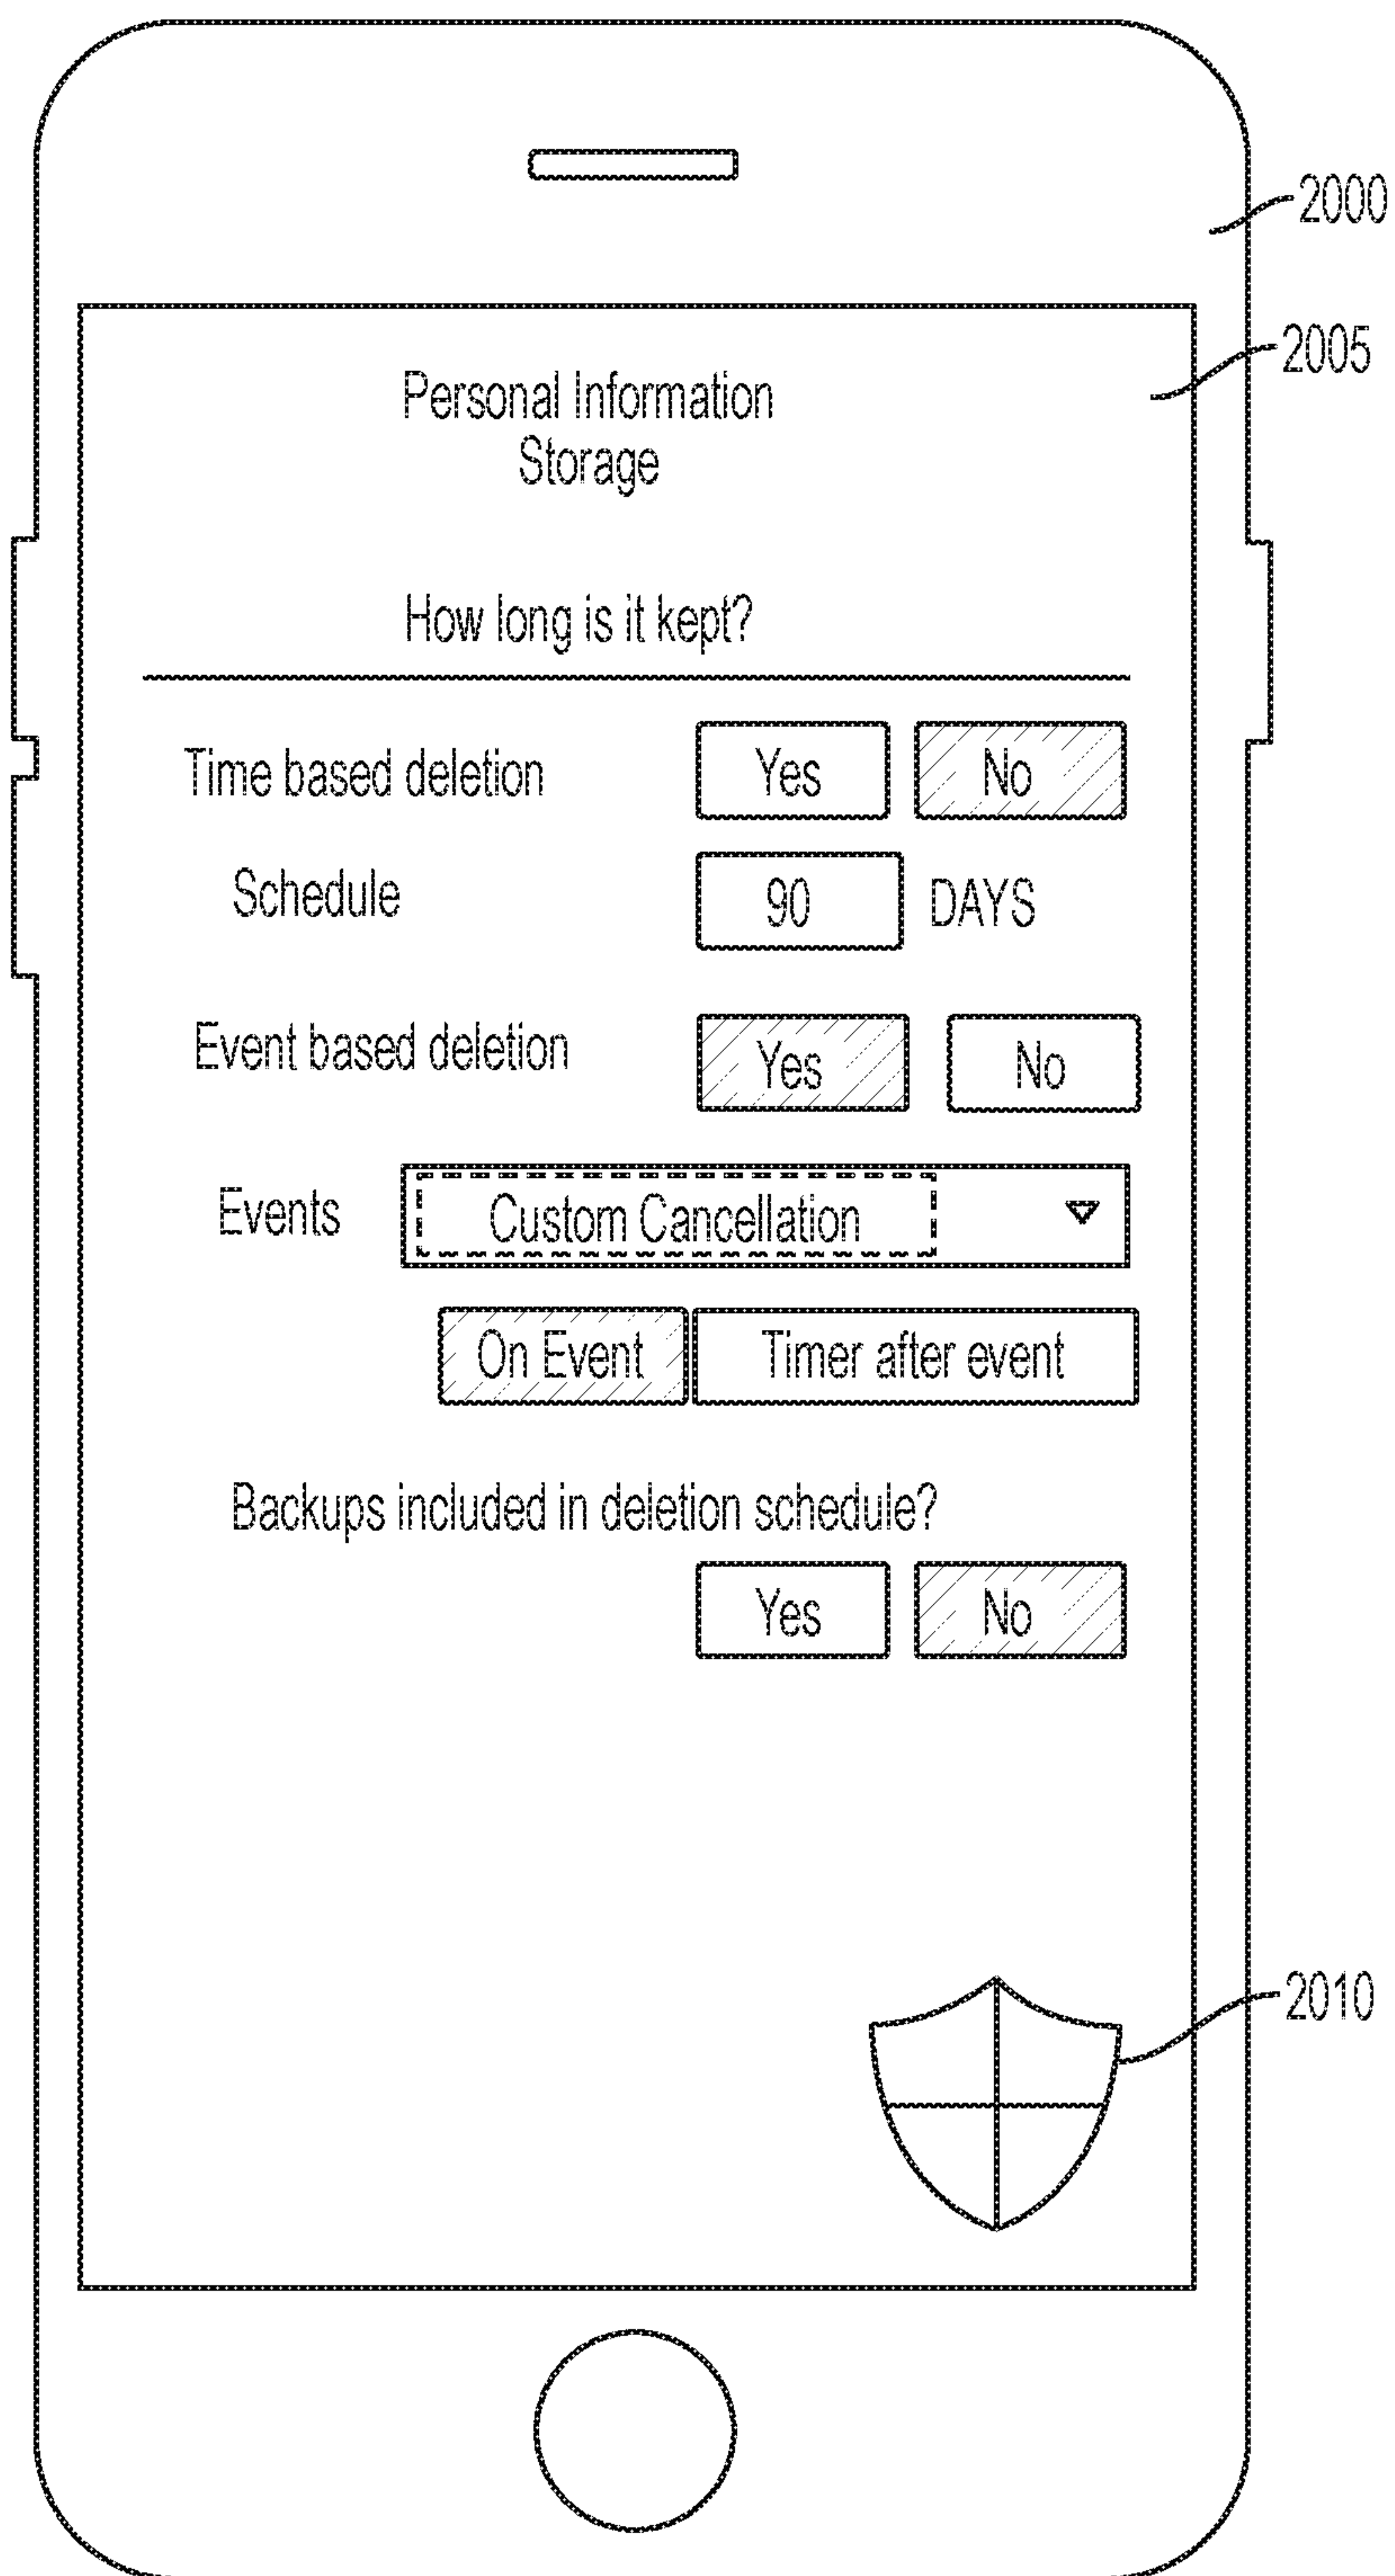 2000
2005
Personal Information
Storage
How long is it kept?
Time based deletion Yes No
Schedule 90 DAYS
Event based deletion Yes No
Events Custom Cancellation
On Event Timer after event
Backups included in deletion schedule?
Yes No
2010